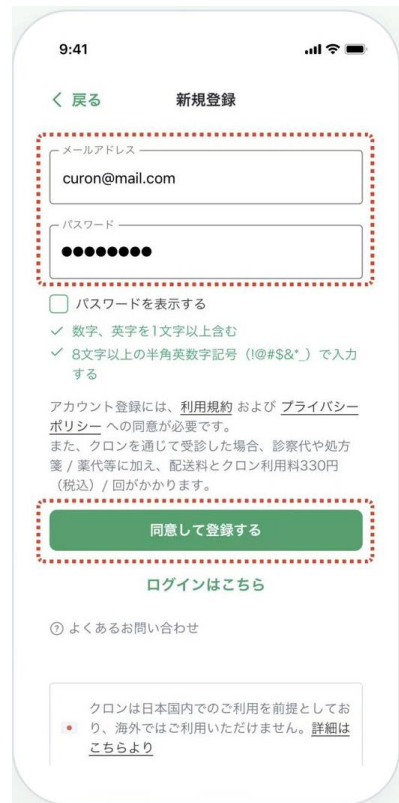 9:41
戻る
新規登録
メールアドレス
curon@mail.com
パスワード
●●●●●●●●
パスワードを表示する
数字、英字を1文字以上含む
8文字以上の半角英数字記号（!@#$&*_）で入力
する
アカウント登録には、利用規約 および プライバシー
ポリシー への同意が必要です。
また、クロンを通じて受診した場合、診察代や処方
箋 / 薬代等に加え、配送料とクロン利用料330円
（税込）/ 回がかかります。
同意して登録する
ログインはこちら
? よくあるお問い合わせ
クロンは日本国内でのご利用を前提としてお
り、海外ではご利用いただけません。詳細は
こちらより